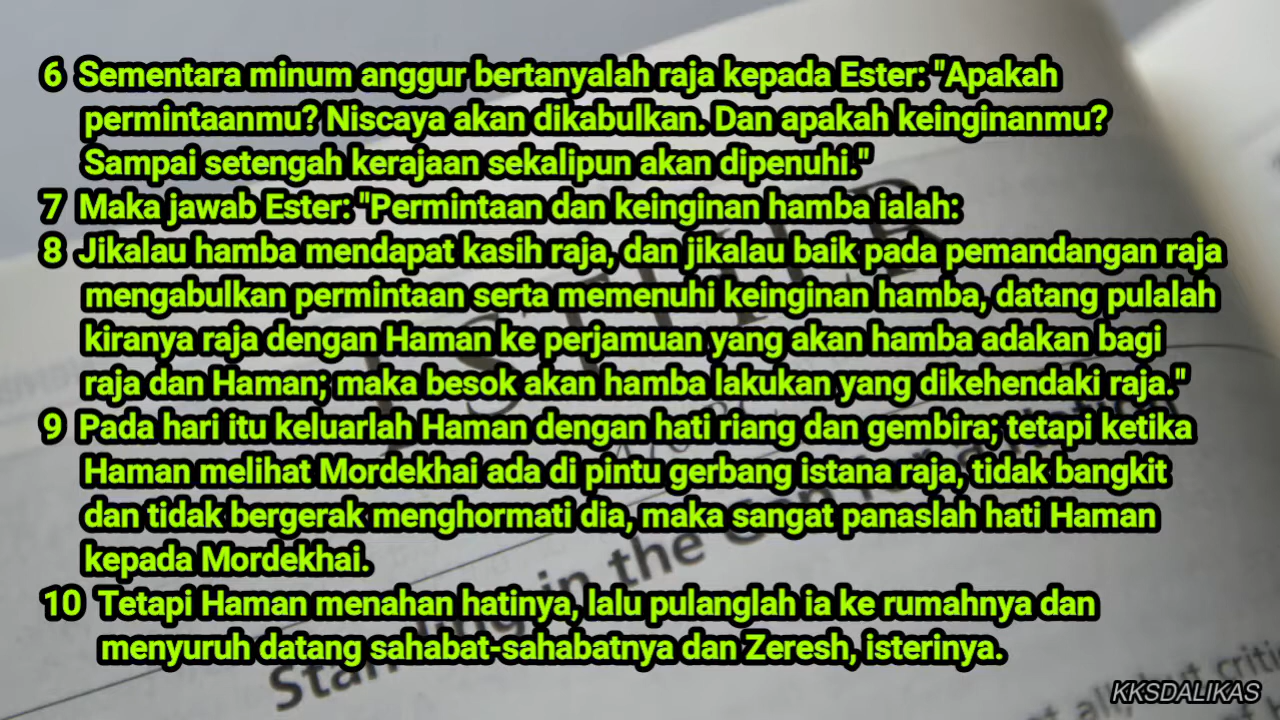 6 Sementara minum anggur bertanyalah raja kepada Ester: "Apakah
permintaanmu? Niscaya akan dikabulkan. Dan apakah keinginanmu?
Sampai setengah kerajaan sekalipun akan dipenuhi."
7 Maka jawab Ester: "Permintaan dan keinginan hamba ialah:
8 Jikalau hamba mendapat kasih raja, dan jikalau baik pada pemandangan raja
mengabulkan permintaan serta memenuhi keinginan hamba, datang pulalah
kiranya raja dengan Haman ke perjamuan yang akan hamba adakan bagi
raja dan Haman; maka besok akan hamba lakukan yang dikehendaki raja."
9 Pada hari itu keluarlah Haman dengan hati riang dan gembira; tetapi ketika
Haman melihat Mordekhai ada di pintu gerbang istana raja, tidak bangkit
dan tidak bergerak menghormati dia, maka sangat panaslah hati Haman
kepada Mordekhai.
10 Tetapi Haman menahan hatinya, lalu pulanglah ia ke rumahnya dan
menyuruh datang sahabat-sahabatnya dan Zeresh, isterinya.
ESTHER
Standing in the
KKSDALIKAS